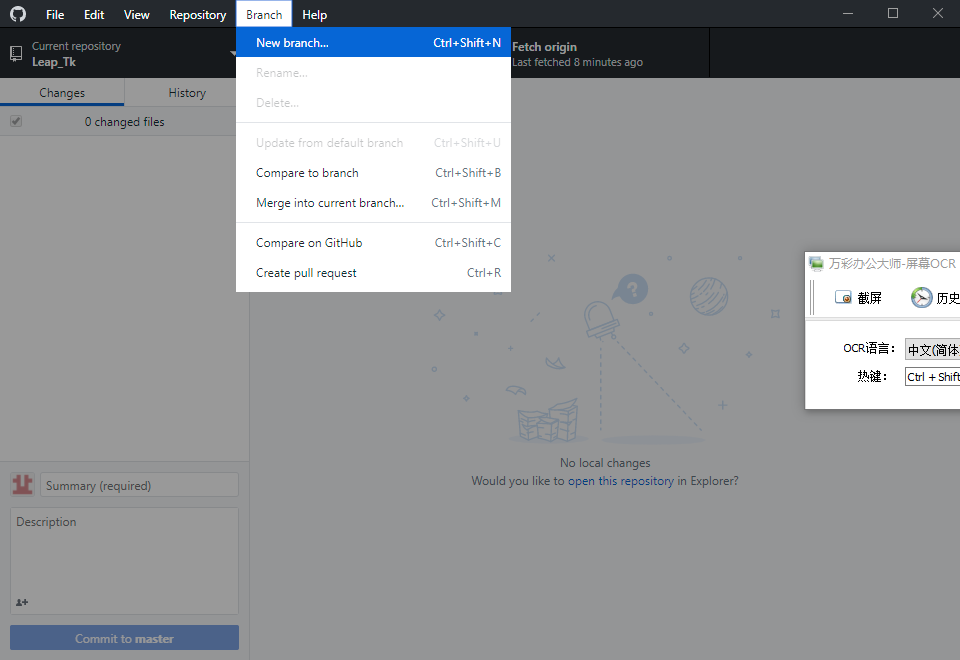 File Edit View Repository Branch Help
Current repository
Leap_Tk
Fetch origin
Last fetched 8 minutes ago
New branch... Ctrl+Shift+N
Rename...
Delete...
Update from default branch Ctrl+Shift+U
Compare to branch Ctrl+Shift+B
Merge into current branch... Ctrl+Shift+M
Compare on GitHub Ctrl+Shift+C
Create pull request Ctrl+R
Changes History
0 changed files
?
No local changes
Would you like to open this repository in Explorer?
Summary (required)
Description
Commit to master
万彩办公大师-屏幕OCR
截屏 历史
OCR语言： 中文(简体
热键： Ctrl + Shift